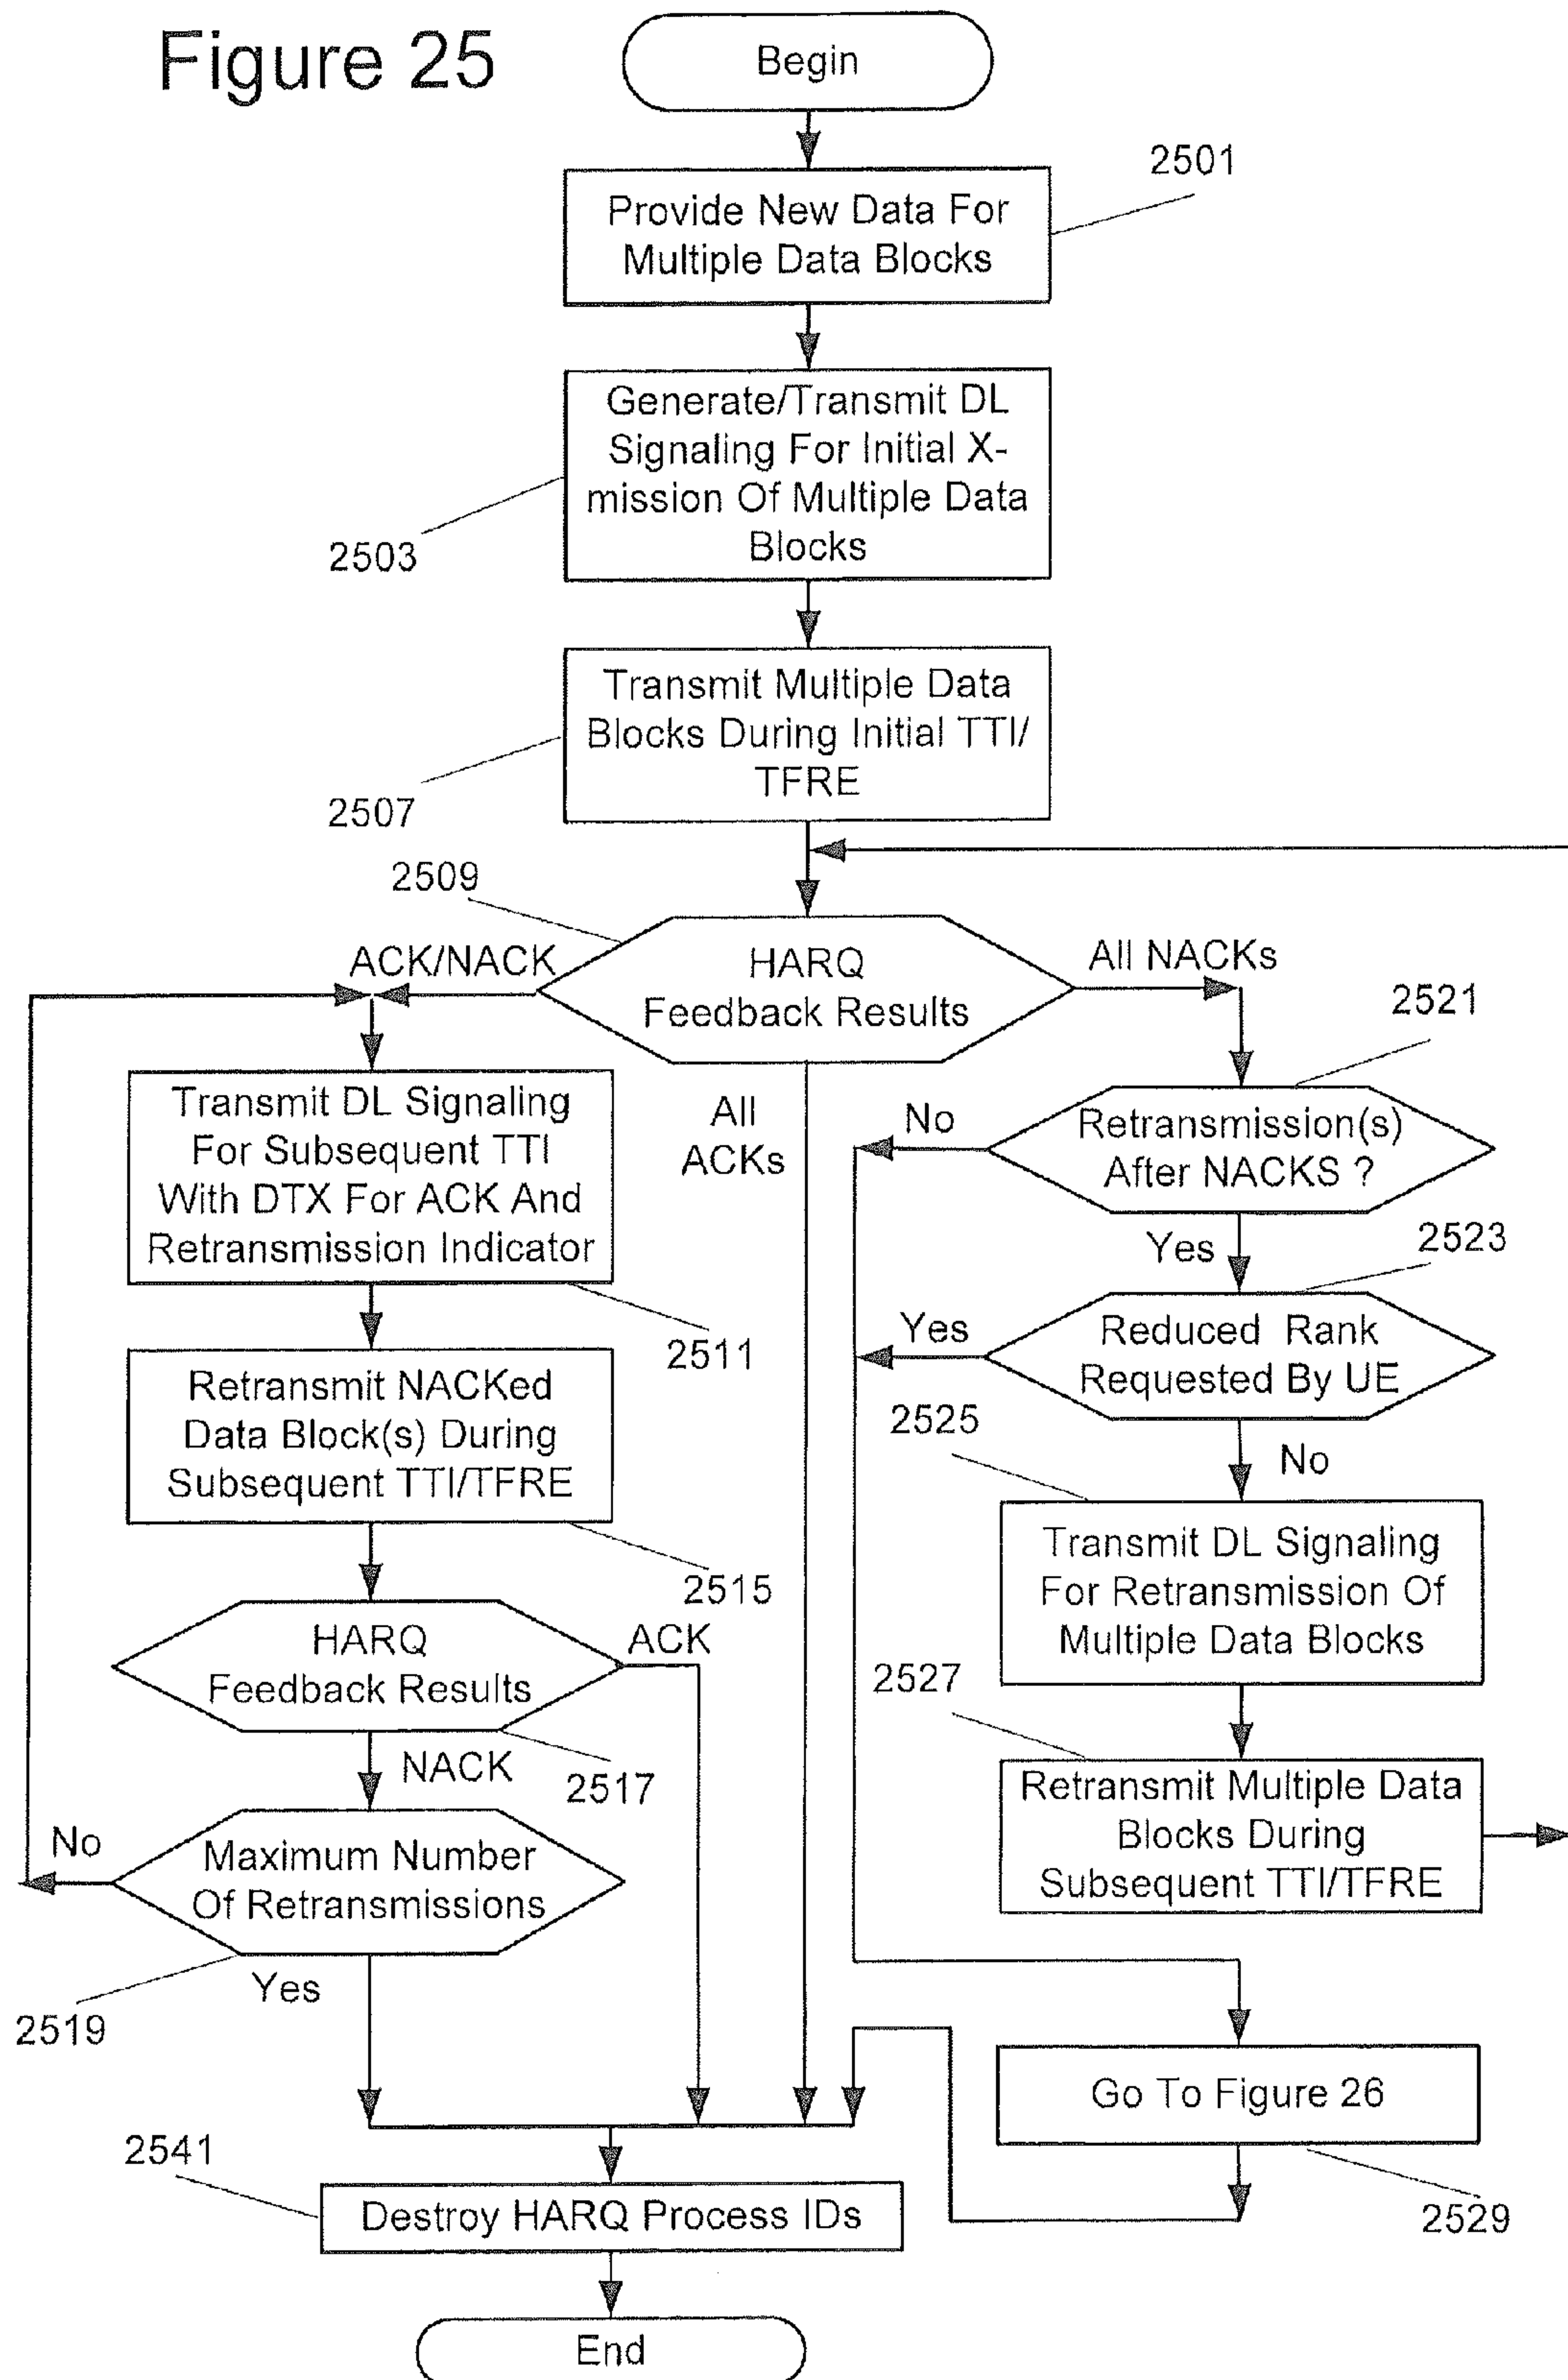 Figure 25
Begin
2501
Provide New Data For
Multiple Data Blocks
Generate/Transmit DL
Signaling For Initial X-
mission Of Multiple Data
Blocks
2503
Transmit Multiple Data
Blocks During Initial TTI/
TFRE
2507
2509
HARQ
Feedback Results
ACK/NACK
All NACKs
All
ACKs
Transmit DL Signaling
For Subsequent TTI
With DTX For ACK And
Retransmission Indicator
2511
Retransmit NACKed
Data Block(s) During
Subsequent TTI/TFRE
2515
HARQ
Feedback Results
ACK
2517
NACK
Maximum Number
Of Retransmissions
No
Yes
2519
2521
Retransmission(s)
After NACKS ?
No
Yes
2523
Reduced Rank
Requested By UE
Yes
No
2525
Transmit DL Signaling
For Retransmission Of
Multiple Data Blocks
2527
Retransmit Multiple Data
Blocks During
Subsequent TTI/TFRE
Go To Figure 26
2529
2541
Destroy HARQ Process IDs
End